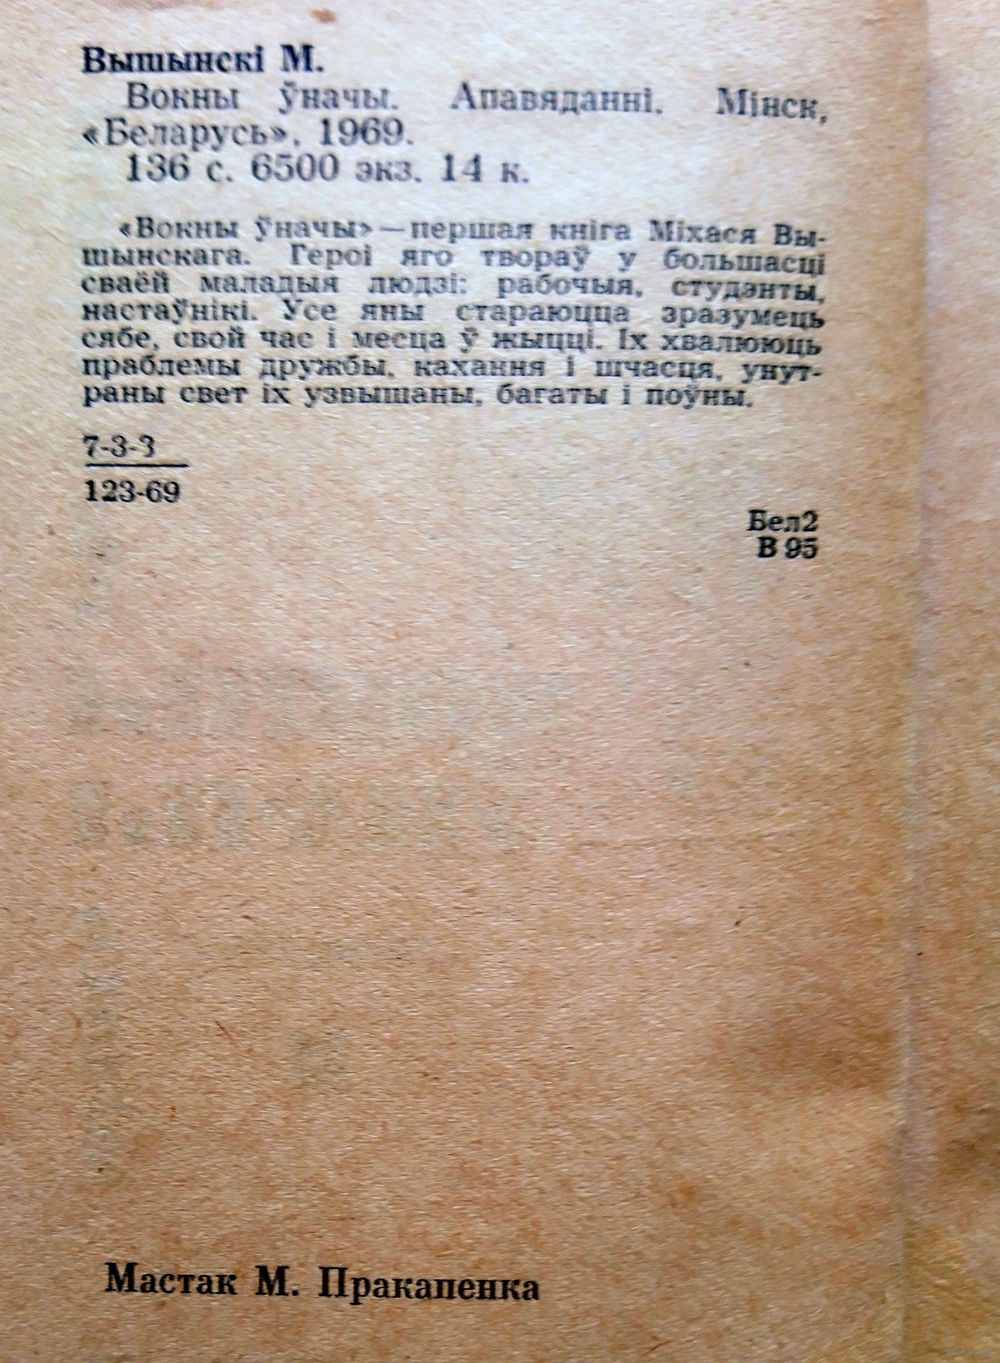 Вышынскі М.
Вокны ўначы. Апавяданні. Мінск,
«Беларусь», 1969.
136 с. 6500 экз. 14 к.
«Вокны ўначы» — першая кніга Міхася Вы-
шынскага. Героі яго твораў у большасці
сваёй маладыя людзі: рабочыя, студэнты,
настаўнікі. Усе яны стараюцца зразумець
сябе, свой час і месца ў жыцці. Іх хвалююць
праблемы дружбы, кахання і шчасця, унут-
раны свет іх узвышаны, багаты і поўны.
7-3-3
123-69
Бел2
В 95
Мастак М. Пракапенка